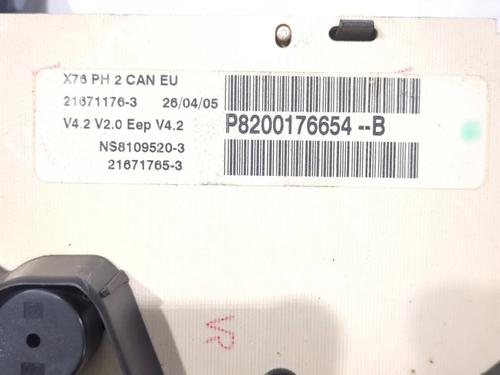 X76 PH 2 CAN EU
21671176-3 26/04/05
V4.2 V2.0 Eep V4.2
P8200176654--B
NS8109520-3
21671765-3
VR